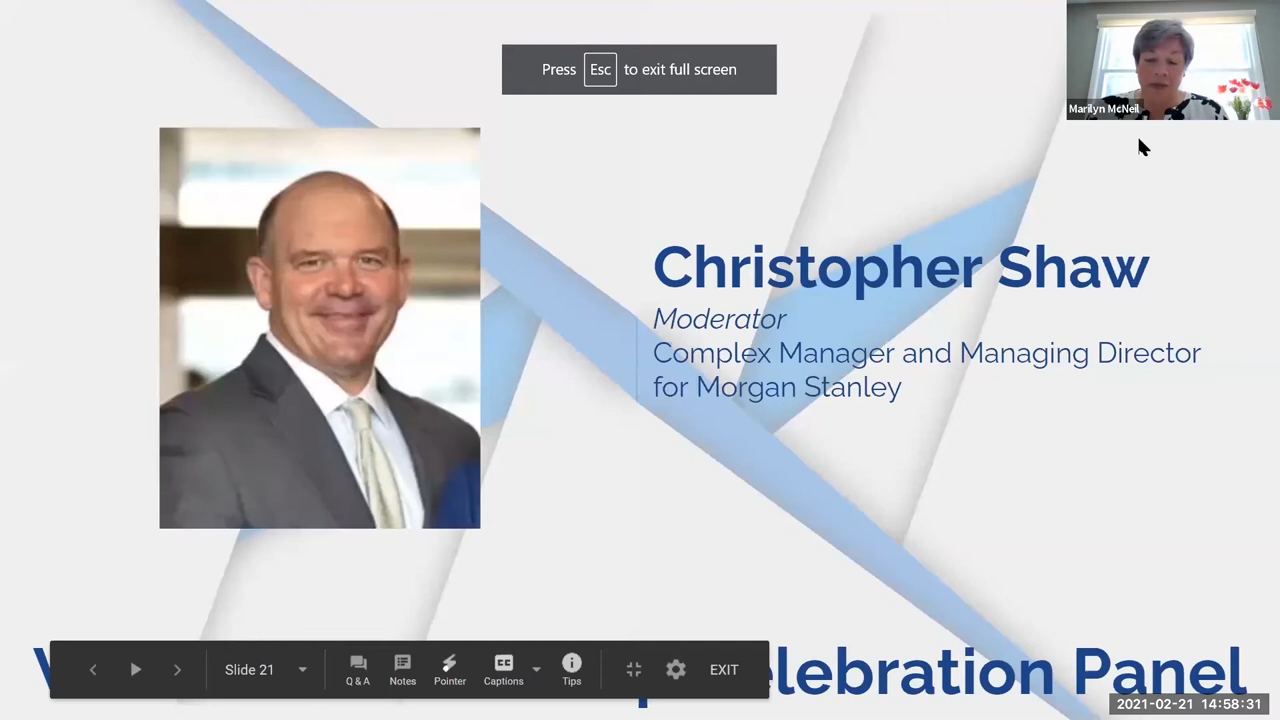 Press Esc to exit full screen
Marilyn McNeil
Christopher Shaw
Moderator
Complex Manager and Managing Director
for Morgan Stanley
Slide 21
Q & A
Notes
Pointer
CC
Captions
Tips
EXIT
Panel
2021-02-21 14:58:31